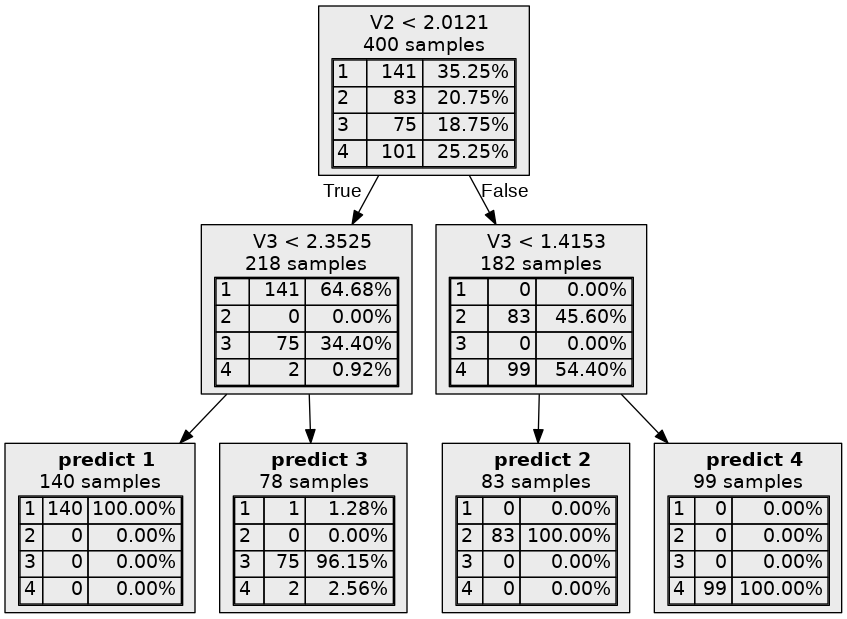 V2 < 2.0121
400 samples
1 141 35.25%
2 83 20.75%
3 75 18.75%
4 101 25.25%
True
False
V3 < 2.3525
218 samples
1 141 64.68%
2 0 0.00%
3 75 34.40%
4 2 0.92%
V3 < 1.4153
182 samples
1 0 0.00%
2 83 45.60%
3 0 0.00%
4 99 54.40%
predict 1
140 samples
1 140 100.00%
2 0 0.00%
3 0 0.00%
4 0 0.00%
predict 3
78 samples
1 1 1.28%
2 0 0.00%
3 75 96.15%
4 2 2.56%
predict 2
83 samples
1 0 0.00%
2 83 100.00%
3 0 0.00%
4 0 0.00%
predict 4
99 samples
1 0 0.00%
2 0 0.00%
3 0 0.00%
4 99 100.00%